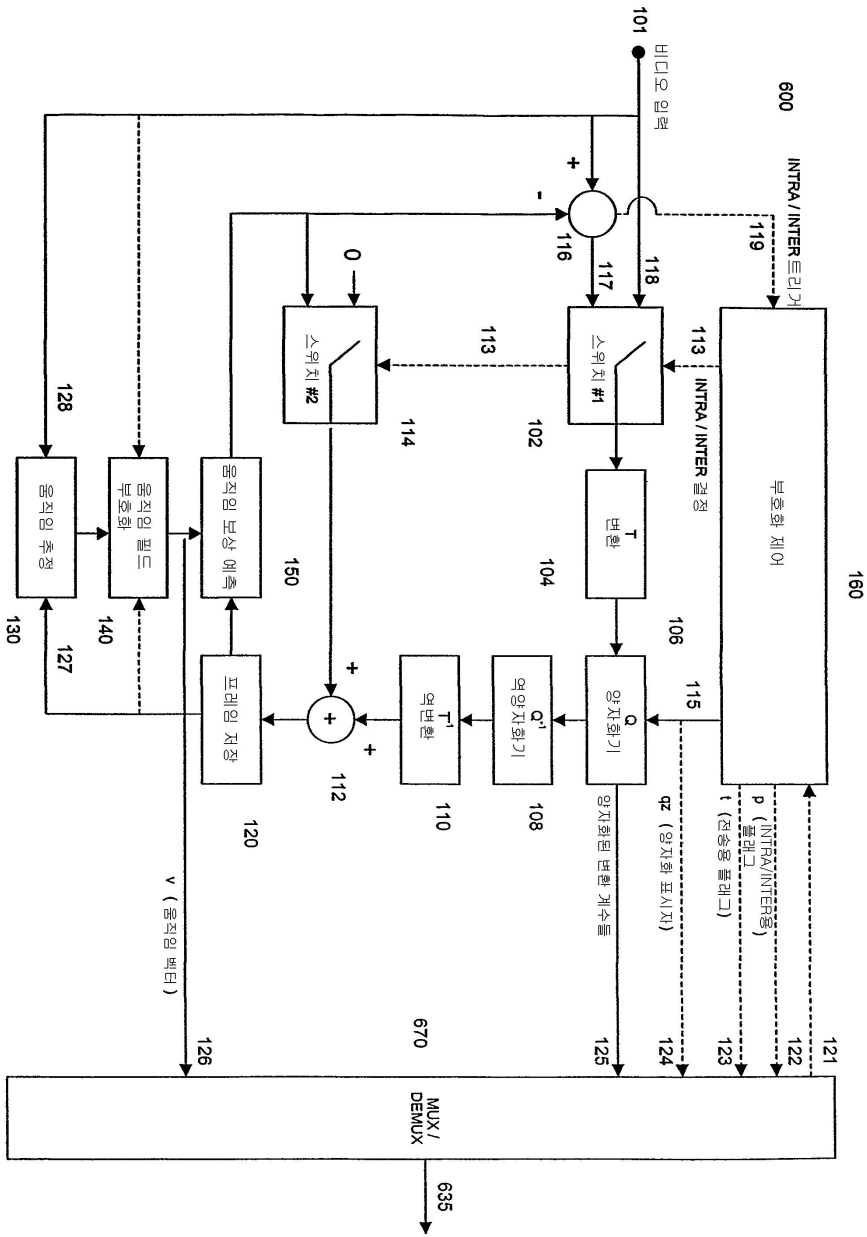 600
101
비디오 입력
INTRA / INTER 트리거
119
118
117
116
113
INTRA / INTER 결정
부호화 제어
160
스위치 #1
102
T
변환
104
106
Q
양자화기
115
Q⁻¹
역양자화기
108
T⁻¹
역변환
110
+
-
0
113
스위치 #2
114
+
+
+
112
프레임 저장
120
움직임 보상 예측
150
움직임 필드
부호화
140
움직임 추정
130
128
127
121
122
p ( INTRA/INTER용 )
플래그
123
t (전송용 플래그)
124
qz ( 양자화 표시자)
125
양자화된 변환 계수들
126
v ( 움직임 벡터 )
670
MUX /
DEMUX
635